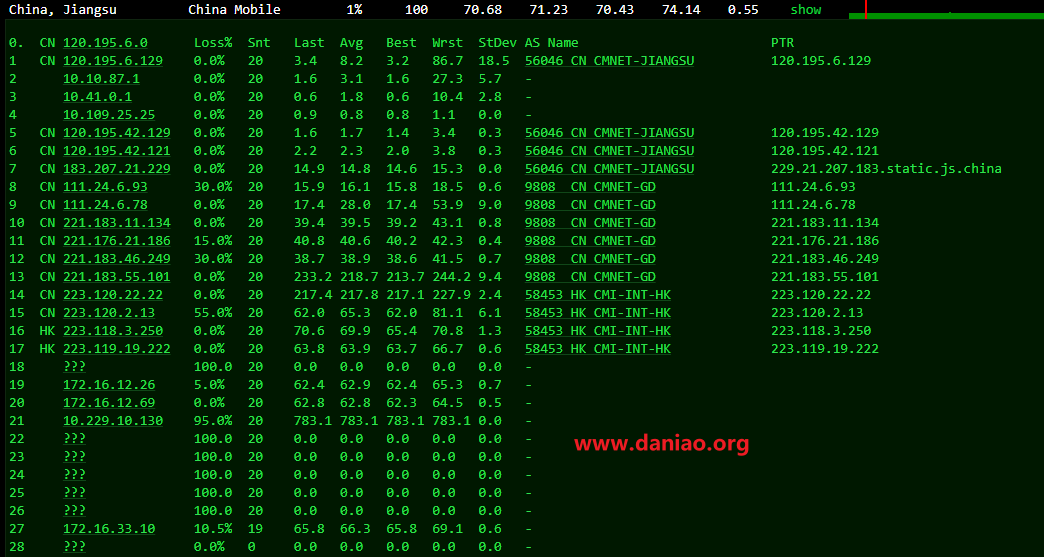 China, Jiangsu China Mobile 1% 100 70.68 71.23 70.43 74.14 0.55 show
0. CN 120.195.6.0 Loss% Snt Last Avg Best Wrst StDev AS Name PTR
1 CN 120.195.6.129 0.0% 20 3.4 8.2 3.2 86.7 18.5 56046 CN CMNET-JIANGSU 120.195.6.129
2 10.10.87.1 0.0% 20 1.6 3.1 1.6 27.3 5.7 -
3 10.41.0.1 0.0% 20 0.6 1.8 0.6 10.4 2.8 -
4 10.109.25.25 0.0% 20 0.9 0.8 0.8 1.1 0.0 -
5 CN 120.195.42.129 0.0% 20 1.6 1.7 1.4 3.4 0.3 56046 CN CMNET-JIANGSU 120.195.42.129
6 CN 120.195.42.121 0.0% 20 2.2 2.3 2.0 3.8 0.3 56046 CN CMNET-JIANGSU 120.195.42.121
7 CN 183.207.21.229 0.0% 20 14.9 14.8 14.6 15.3 0.0 56046 CN CMNET-JIANGSU 229.21.207.183.static.js.china
8 CN 111.24.6.93 30.0% 20 15.9 16.1 15.8 18.5 0.6 9808 CN CMNET-GD 111.24.6.93
9 CN 111.24.6.78 0.0% 20 17.4 28.0 17.4 53.9 9.0 9808 CN CMNET-GD 111.24.6.78
10 CN 221.183.11.134 0.0% 20 39.4 39.5 39.2 43.1 0.8 9808 CN CMNET-GD 221.183.11.134
11 CN 221.176.21.186 15.0% 20 40.8 40.6 40.2 42.3 0.4 9808 CN CMNET-GD 221.176.21.186
12 CN 221.183.46.249 30.0% 20 38.7 38.9 38.6 41.5 0.7 9808 CN CMNET-GD 221.183.46.249
13 CN 221.183.55.101 0.0% 20 233.2 218.7 213.7 244.2 9.4 9808 CN CMNET-GD 221.183.55.101
14 CN 223.120.22.22 0.0% 20 217.4 217.8 217.1 227.9 2.4 58453 HK CMI-INT-HK 223.120.22.22
15 CN 223.120.2.13 55.0% 20 62.0 65.3 62.0 81.1 6.1 58453 HK CMI-INT-HK 223.120.2.13
16 HK 223.118.3.250 0.0% 20 70.6 69.9 65.4 70.8 1.3 58453 HK CMI-INT-HK 223.118.3.250
17 HK 223.119.19.222 0.0% 20 63.8 63.9 63.7 66.7 0.6 58453 HK CMI-INT-HK 223.119.19.222
18 ??? 100.0 20 0.0 0.0 0.0 0.0 0.0 -
19 172.16.12.26 5.0% 20 62.4 62.9 62.4 65.3 0.7 -
20 172.16.12.69 0.0% 20 62.8 62.8 62.3 64.5 0.5 -
21 10.229.10.130 95.0% 20 783.1 783.1 783.1 783.1 0.0 -
22 ??? 100.0 20 0.0 0.0 0.0 0.0 0.0 -
www.daniao.org
23 ??? 100.0 20 0.0 0.0 0.0 0.0 0.0 -
24 ??? 100.0 20 0.0 0.0 0.0 0.0 0.0 -
25 ??? 100.0 20 0.0 0.0 0.0 0.0 0.0 -
26 ??? 100.0 20 0.0 0.0 0.0 0.0 0.0 -
27 172.16.33.10 10.5% 19 65.8 66.3 65.8 69.1 0.6 -
28 ??? 0.0% 0 0.0 0.0 0.0 0.0 0.0 -